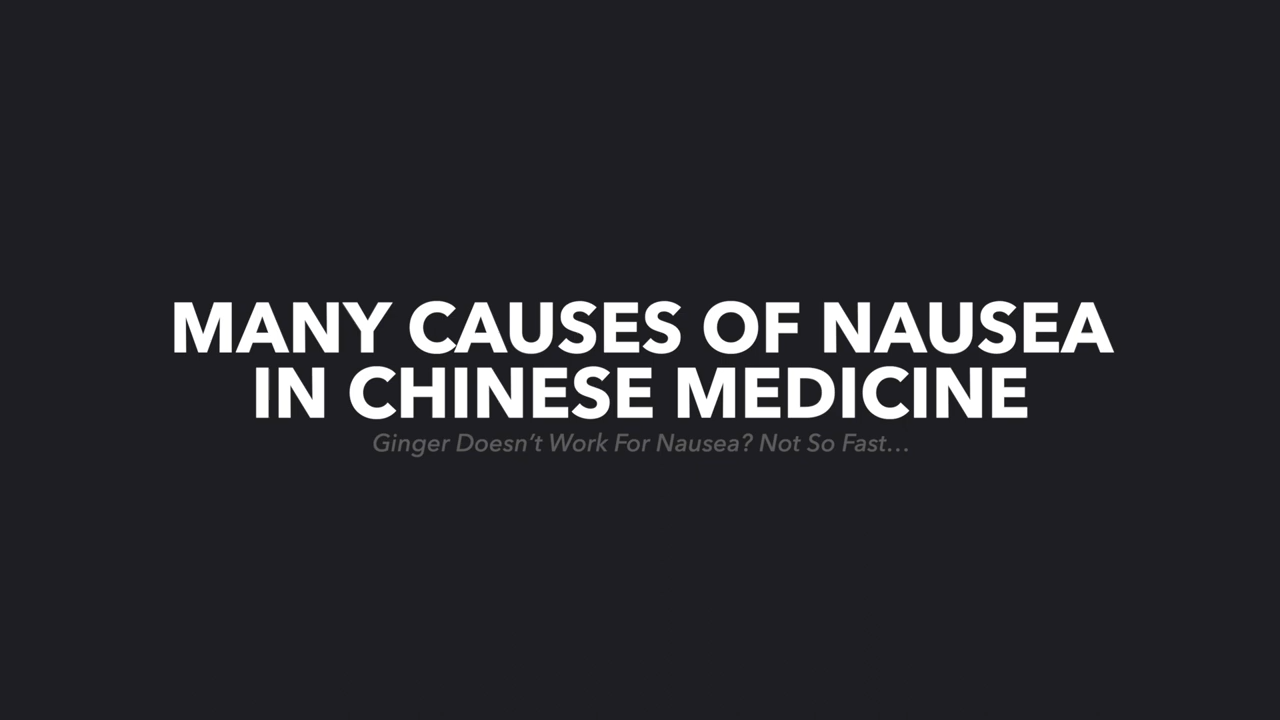 MANY CAUSES OF NAUSEA
IN CHINESE MEDICINE
Ginger Doesn’t Work For Nausea? Not So Fast…